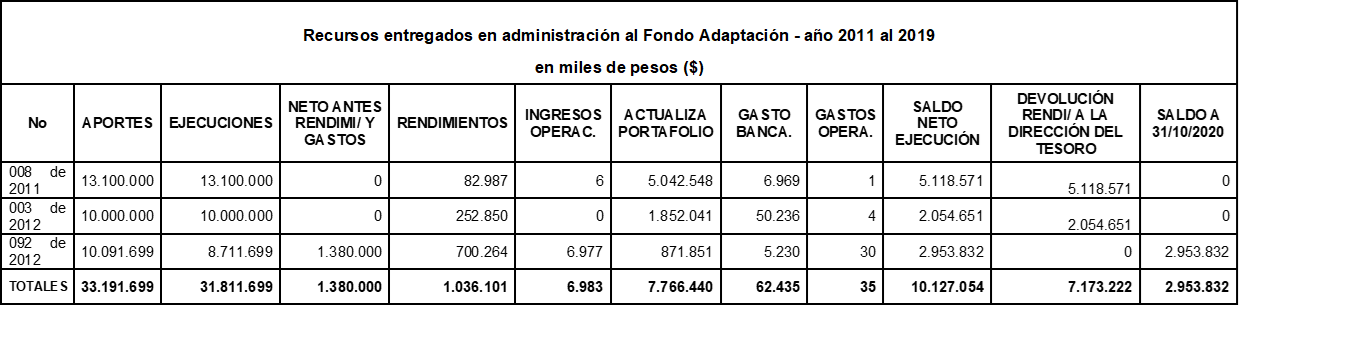 Recursos entregados en administración al Fondo Adaptación - año 2011 al 2019
en miles de pesos ($)
No APORTES EJECUCIONES NETO ANTES RENDIMI/ Y GASTOS RENDIMIENTOS INGRESOS OPERAC. ACTUALIZA PORTAFOLIO GASTO BANCA. GASTOS OPERA. SALDO NETO EJECUCIÓN DEVOLUCIÓN RENDI/ A LA DIRECCIÓN DEL TESORO SALDO A 31/10/2020
008 de 2011 13.100.000 13.100.000 0 82.987 6 5.042.548 6.969 1 5.118.571 5.118.571 0
003 de 2012 10.000.000 10.000.000 0 252.850 0 1.852.041 50.236 4 2.054.651 2.054.651 0
092 de 2012 10.091.699 8.711.699 1.380.000 700.264 6.977 871.851 5.230 30 2.953.832 0 2.953.832
TOTALES 33.191.699 31.811.699 1.380.000 1.036.101 6.983 7.766.440 62.435 35 10.127.054 7.173.222 2.953.832